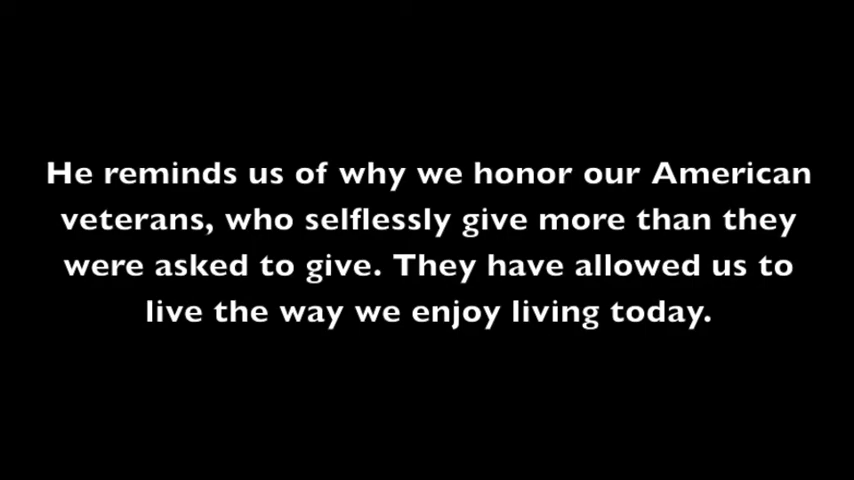 He reminds us of why we honor our American
veterans, who selflessly give more than they
were asked to give. They have allowed us to
live the way we enjoy living today.